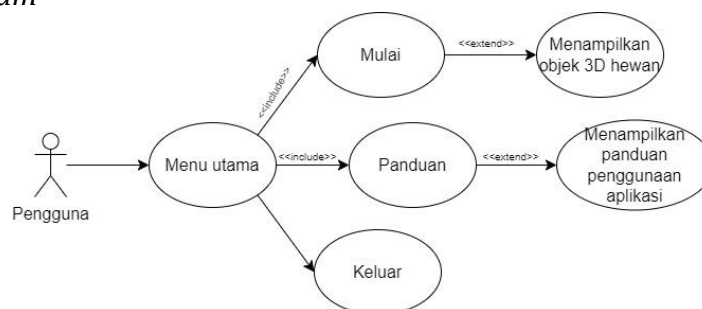 Mulai
<<extend>>
Menampilkan
objek 3D hewan
<<include>>
Pengguna
Menu utama
<<include>>
Panduan
<<extend>>
Menampilkan
panduan
penggunaan
aplikasi
Keluar